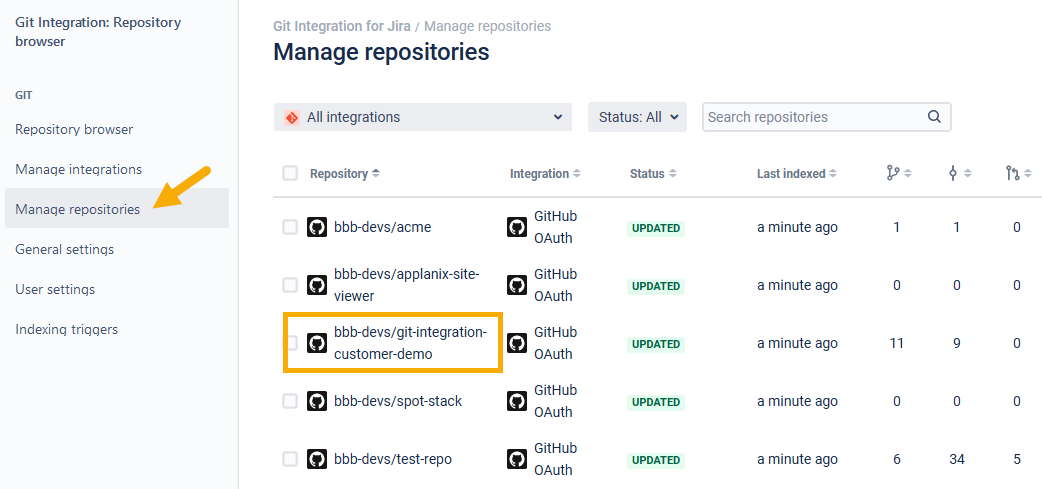 Git Integration: Repository
browser
GIT
Repository browser
Manage integrations
Manage repositories
General settings
User settings
Indexing triggers
Git Integration for Jira / Manage repositories
Manage repositories
All integrations
Status: All
Search repositories
Repository Integration Status Last indexed
bbb-devs/acme GitHub OAuth UPDATED a minute ago 1 1 0
bbb-devs/applanix-site-
viewer GitHub OAuth UPDATED a minute ago 0 0 0
bbb-devs/git-integration-
customer-demo GitHub OAuth UPDATED a minute ago 11 9 0
bbb-devs/spot-stack GitHub OAuth UPDATED a minute ago 0 0 0
bbb-devs/test-repo GitHub OAuth UPDATED a minute ago 6 34 5